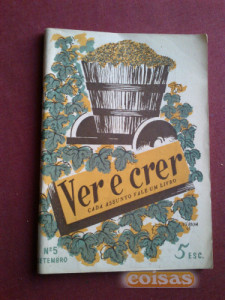 Ver e crer
CADA ASSUNTO VALE UM LIVRO
Nº5
SETEMBRO
5 ESC.
coisas